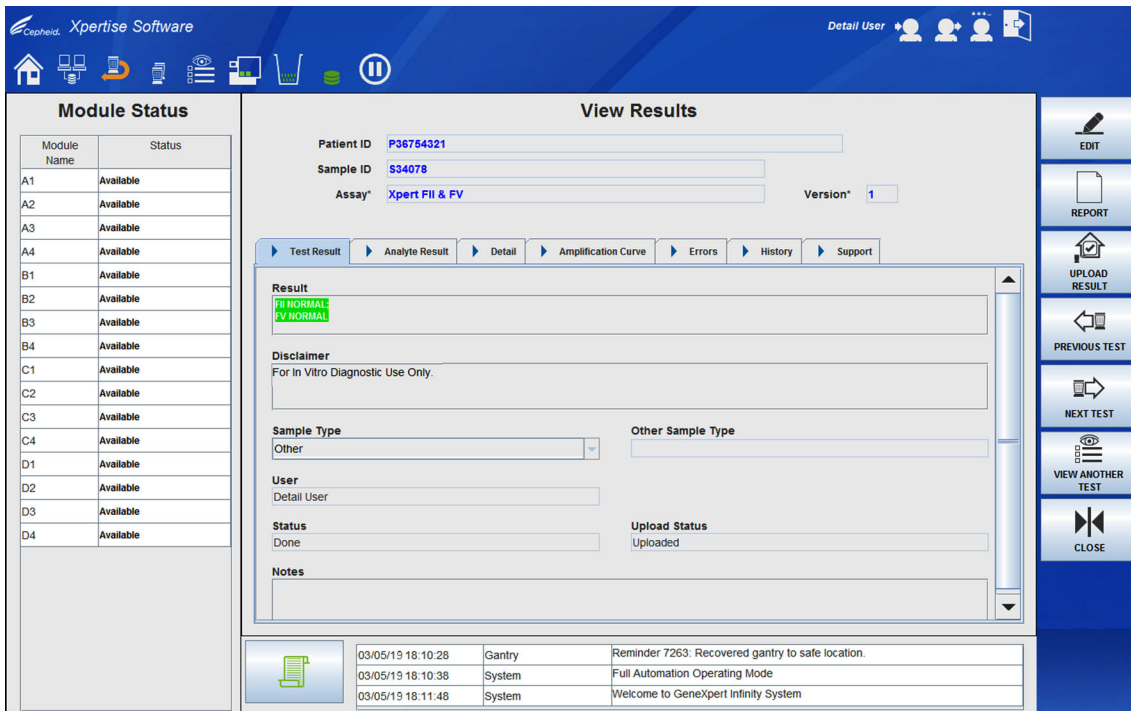 Cepheid. Xpertise Software
Detail User
Module Status
Module Name
Status
A1 Available
A2 Available
A3 Available
A4 Available
B1 Available
B2 Available
B3 Available
B4 Available
C1 Available
C2 Available
C3 Available
C4 Available
D1 Available
D2 Available
D3 Available
D4 Available
View Results
Patient ID P36754321
Sample ID S34078
Assay* Xpert FII & FV Version* 1
Test Result Analyte Result Detail Amplification Curve Errors History Support
Result
FII NORMAL;
FV NORMAL
Disclaimer
For In Vitro Diagnostic Use Only.
Sample Type Other Sample Type
Other
User
Detail User
Status Upload Status
Done Uploaded
Notes
03/05/19 18:10:28 Gantry Reminder 7263: Recovered gantry to safe location.
03/05/19 18:10:38 System Full Automation Operating Mode
03/05/19 18:11:48 System Welcome to GeneXpert Infinity System
EDIT
REPORT
UPLOAD
RESULT
PREVIOUS TEST
NEXT TEST
VIEW ANOTHER
TEST
CLOSE